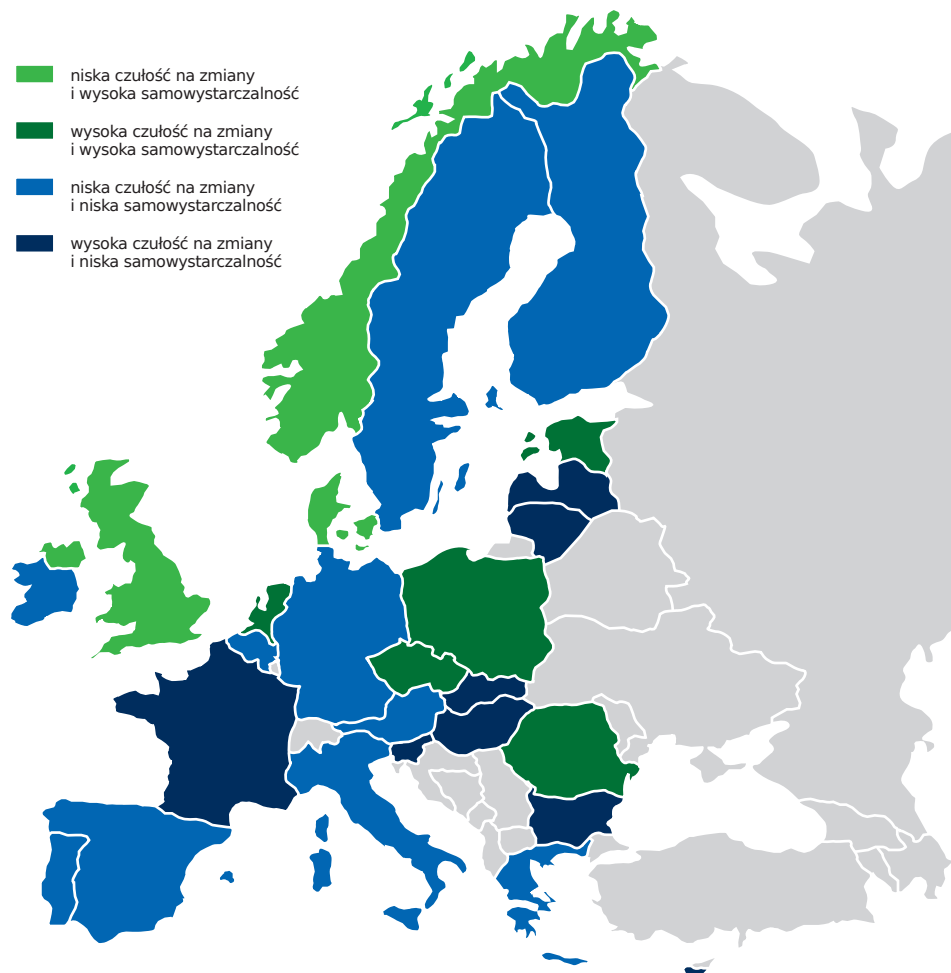 niska czułość na zmiany
i wysoka samowystarczalność
wysoka czułość na zmiany
i wysoka samowystarczalność
niska czułość na zmiany
i niska samowystarczalność
wysoka czułość na zmiany
i niska samowystarczalność